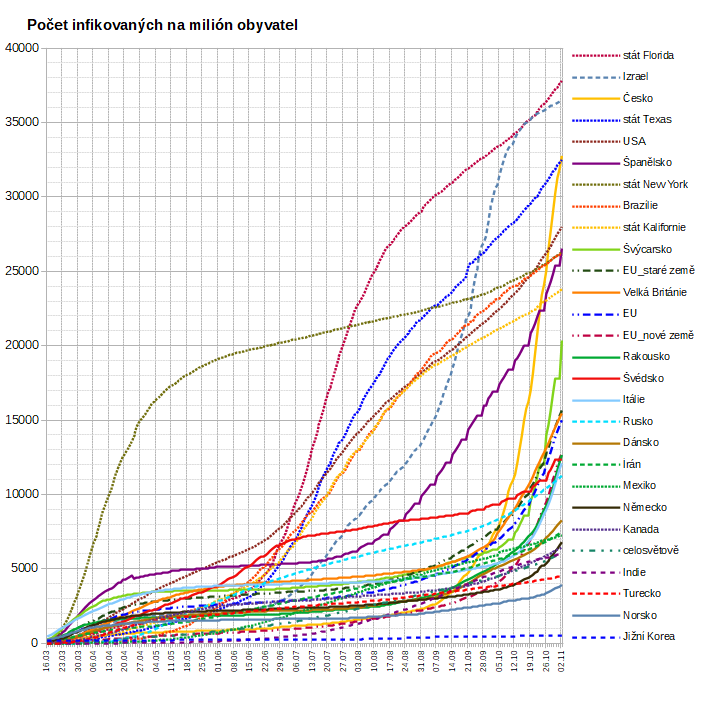 Počet infikovaných na milión obyvatel
40000
35000
30000
25000
20000
15000
10000
5000
0
16.03
23.03
30.03
06.04
13.04
20.04
27.04
04.05
11.05
18.05
25.05
01.06
08.06
15.06
22.06
29.06
06.07
13.07
20.07
27.07
03.08
10.08
17.08
24.08
31.08
07.09
14.09
21.09
28.09
05.10
12.10
19.10
26.10
02.11
stát Florida
Izrael
Česko
stát Texas
USA
Španělsko
stát New York
Brazílie
stát Kalifornie
Švýcarsko
EU_staré země
Velká Británie
EU
EU_nové země
Rakousko
Švédsko
Itálie
Rusko
Dánsko
Irán
Mexiko
Německo
Kanada
celosvětově
Indie
Turecko
Norsko
Jižní Korea